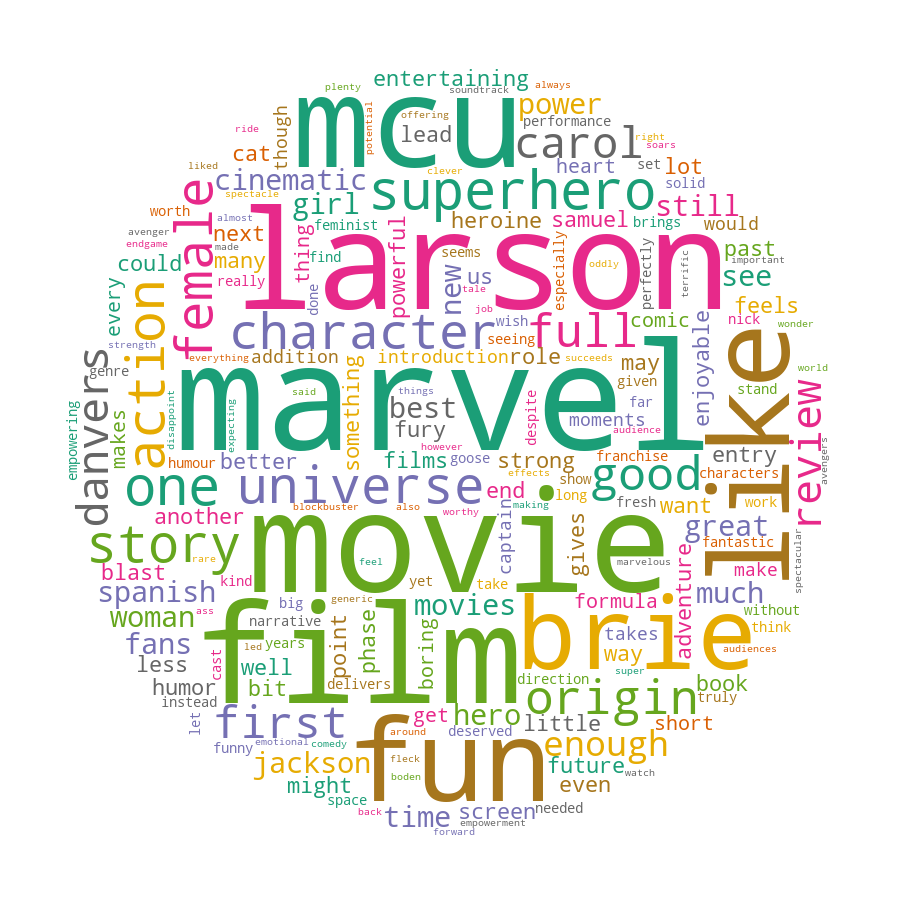 plenty
entertaining
soundtrack
always
mcu
offering
power
potential
though
lead
performance
carol
right
ride
soars
cat
liked
cinematic
clever
superhero
heart
set
lot
solid
spectacle
girl
female
larson
worth
almost
feminist
heroine
samuel
brings
still
would
avenger
endgame
next
made
thing
find
powerful
seems
especially
oddly
perfectly
terrific
past
important
could
many
really
done
new
us
tale
see
every
action
job
wish
full
comic
feels
nick
wonder
strength
character
seeing
enjoyable
danvers
genre
everything
addition
introduction
role
succeeds
may
like
world
marvel
said
things
given
stand
review
empowering
makes
disappoint
expecting
something
best
fury
despite
far
moments
audience
humour
better
films
however
goose
strong
franchise
entry
avengers
one
universe
end
effects
show
good
characters
long
fresh
want
work
another
blockbuster
also
worthy
making
captain
gives
great
story
movie
fantastic
rare
feel
marvelous
spectacular
blast
kind
yet
take
adventure
make
spanish
ass
big
generic
movies
formula
much
without
woman
film
narrative
phase
brie
takes
think
fans
led
years
point
boring
way
audiences
less
cast
well
direction
super
humor
bit
delivers
origin
book
truly
instead
let
first
get
hero
little
short
funny
emotional
comedy
around
deserved
enough
jackson
fun
fleck
boden
future
watch
might
even
space
back
time
screen
needed
empowerment
forward